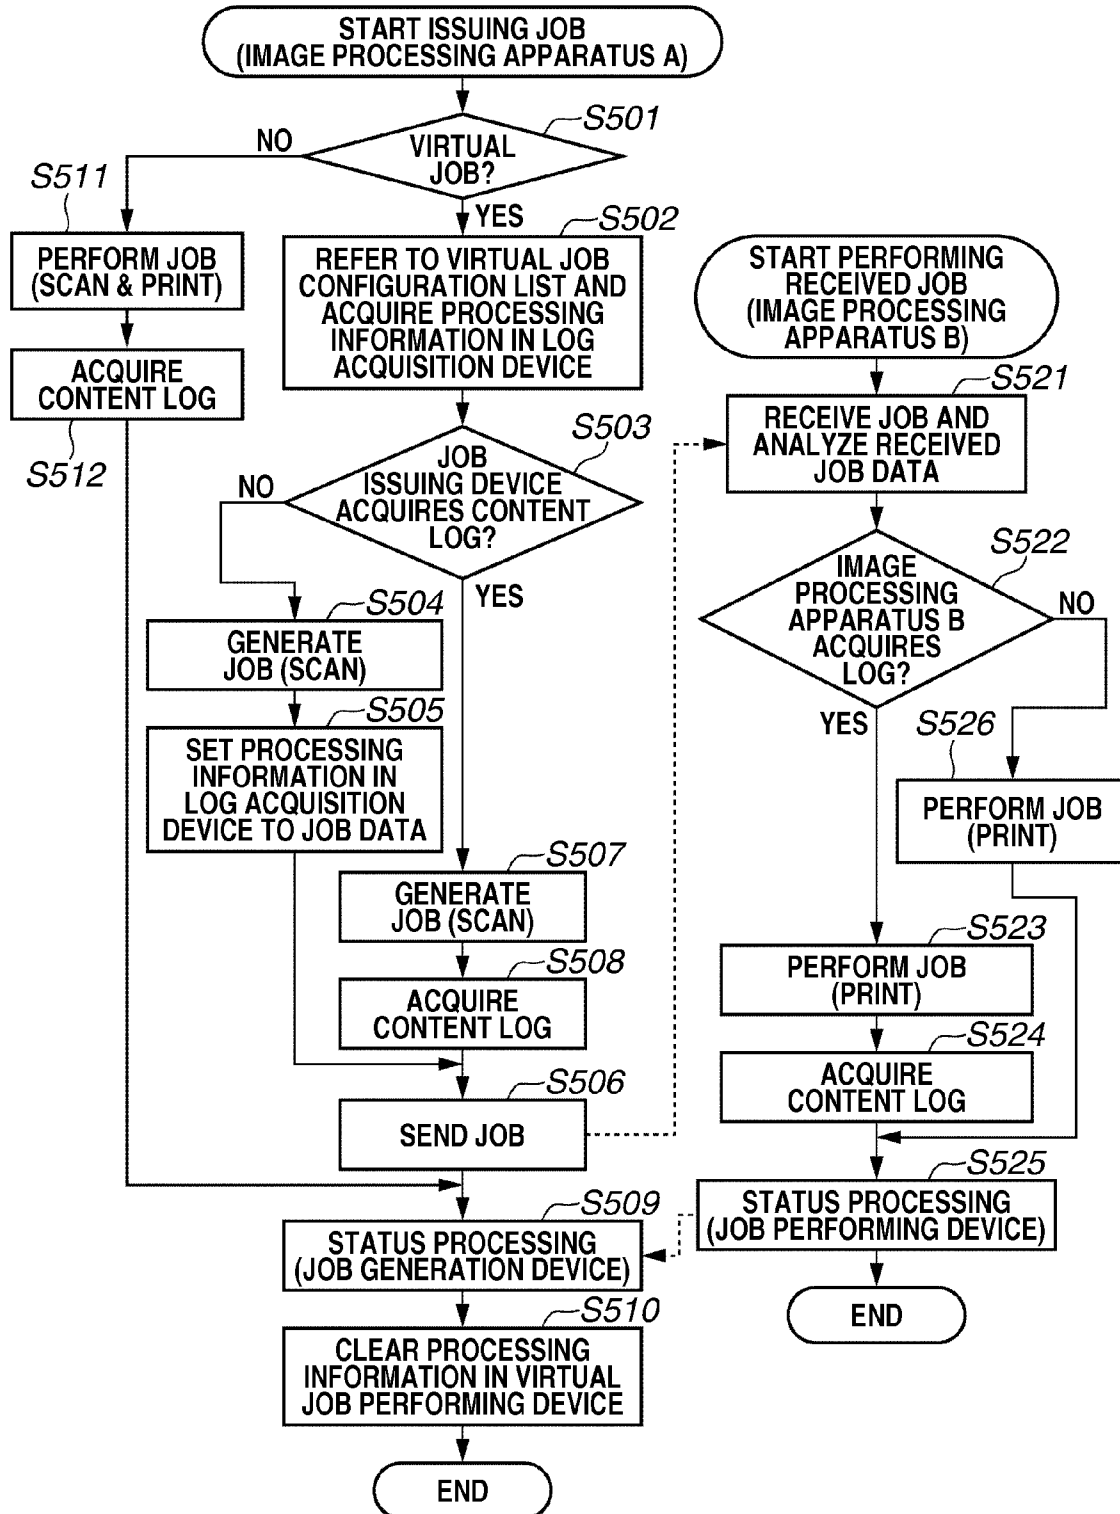 START ISSUING JOB
(IMAGE PROCESSING APPARATUS A)
S501
VIRTUAL
JOB?
NO
YES
S511
PERFORM JOB
(SCAN & PRINT)
ACQUIRE
CONTENT LOG
S512
S502
REFER TO VIRTUAL JOB
CONFIGURATION LIST AND
ACQUIRE PROCESSING
INFORMATION IN LOG
ACQUISITION DEVICE
S503
JOB
ISSUING DEVICE
ACQUIRES CONTENT
LOG?
NO
YES
S504
GENERATE
JOB (SCAN)
S505
SET PROCESSING
INFORMATION IN
LOG ACQUISITION
DEVICE TO JOB DATA
S507
GENERATE
JOB (SCAN)
S508
ACQUIRE
CONTENT LOG
S506
SEND JOB
S509
STATUS PROCESSING
(JOB GENERATION DEVICE)
S510
CLEAR PROCESSING
INFORMATION IN VIRTUAL
JOB PERFORMING DEVICE
END
START PERFORMING
RECEIVED JOB
(IMAGE PROCESSING
APPARATUS B)
S521
RECEIVE JOB AND
ANALYZE RECEIVED
JOB DATA
S522
IMAGE
PROCESSING
APPARATUS B
ACQUIRES
LOG?
NO
YES
S526
PERFORM JOB
(PRINT)
S523
PERFORM JOB
(PRINT)
S524
ACQUIRE
CONTENT LOG
S525
STATUS PROCESSING
(JOB PERFORMING DEVICE)
END